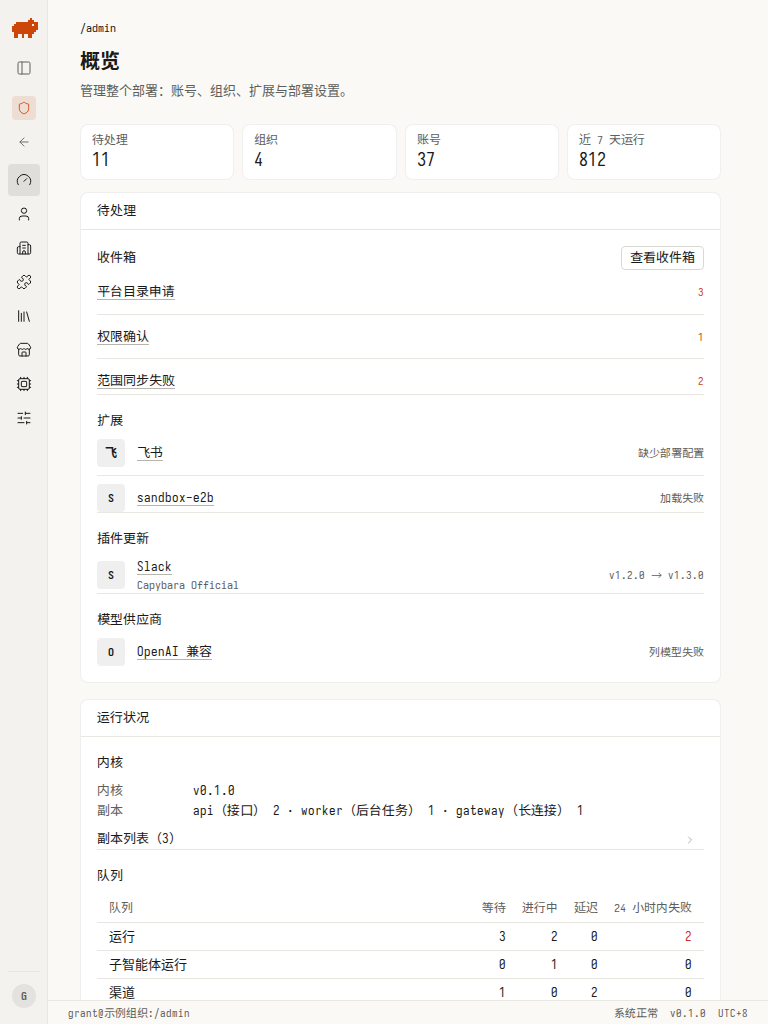 /admin
概览
管理整个部署：账号、组织、扩展与部署设置。
待处理
11
组织
4
账号
37
近 7 天运行
812
待处理
收件箱
查看收件箱
平台目录申请 3
权限确认 1
范围同步失败 2
扩展
飞 飞书 缺少部署配置
S sandbox-e2b 加载失败
插件更新
S Slack v1.2.0 → v1.3.0
Capybara Official
模型供应商
O OpenAI 兼容 列模型失败
运行状况
内核
内核 v0.1.0
副本 api（接口） 2 · worker（后台任务） 1 · gateway（长连接） 1
副本列表（3）
队列
队列 等待 进行中 延迟 24 小时内失败
运行 3 2 0 2
子智能体运行 0 1 0 0
渠道 1 0 2 0
G
grant@示例组织:/admin 系统正常 v0.1.0 UTC+8